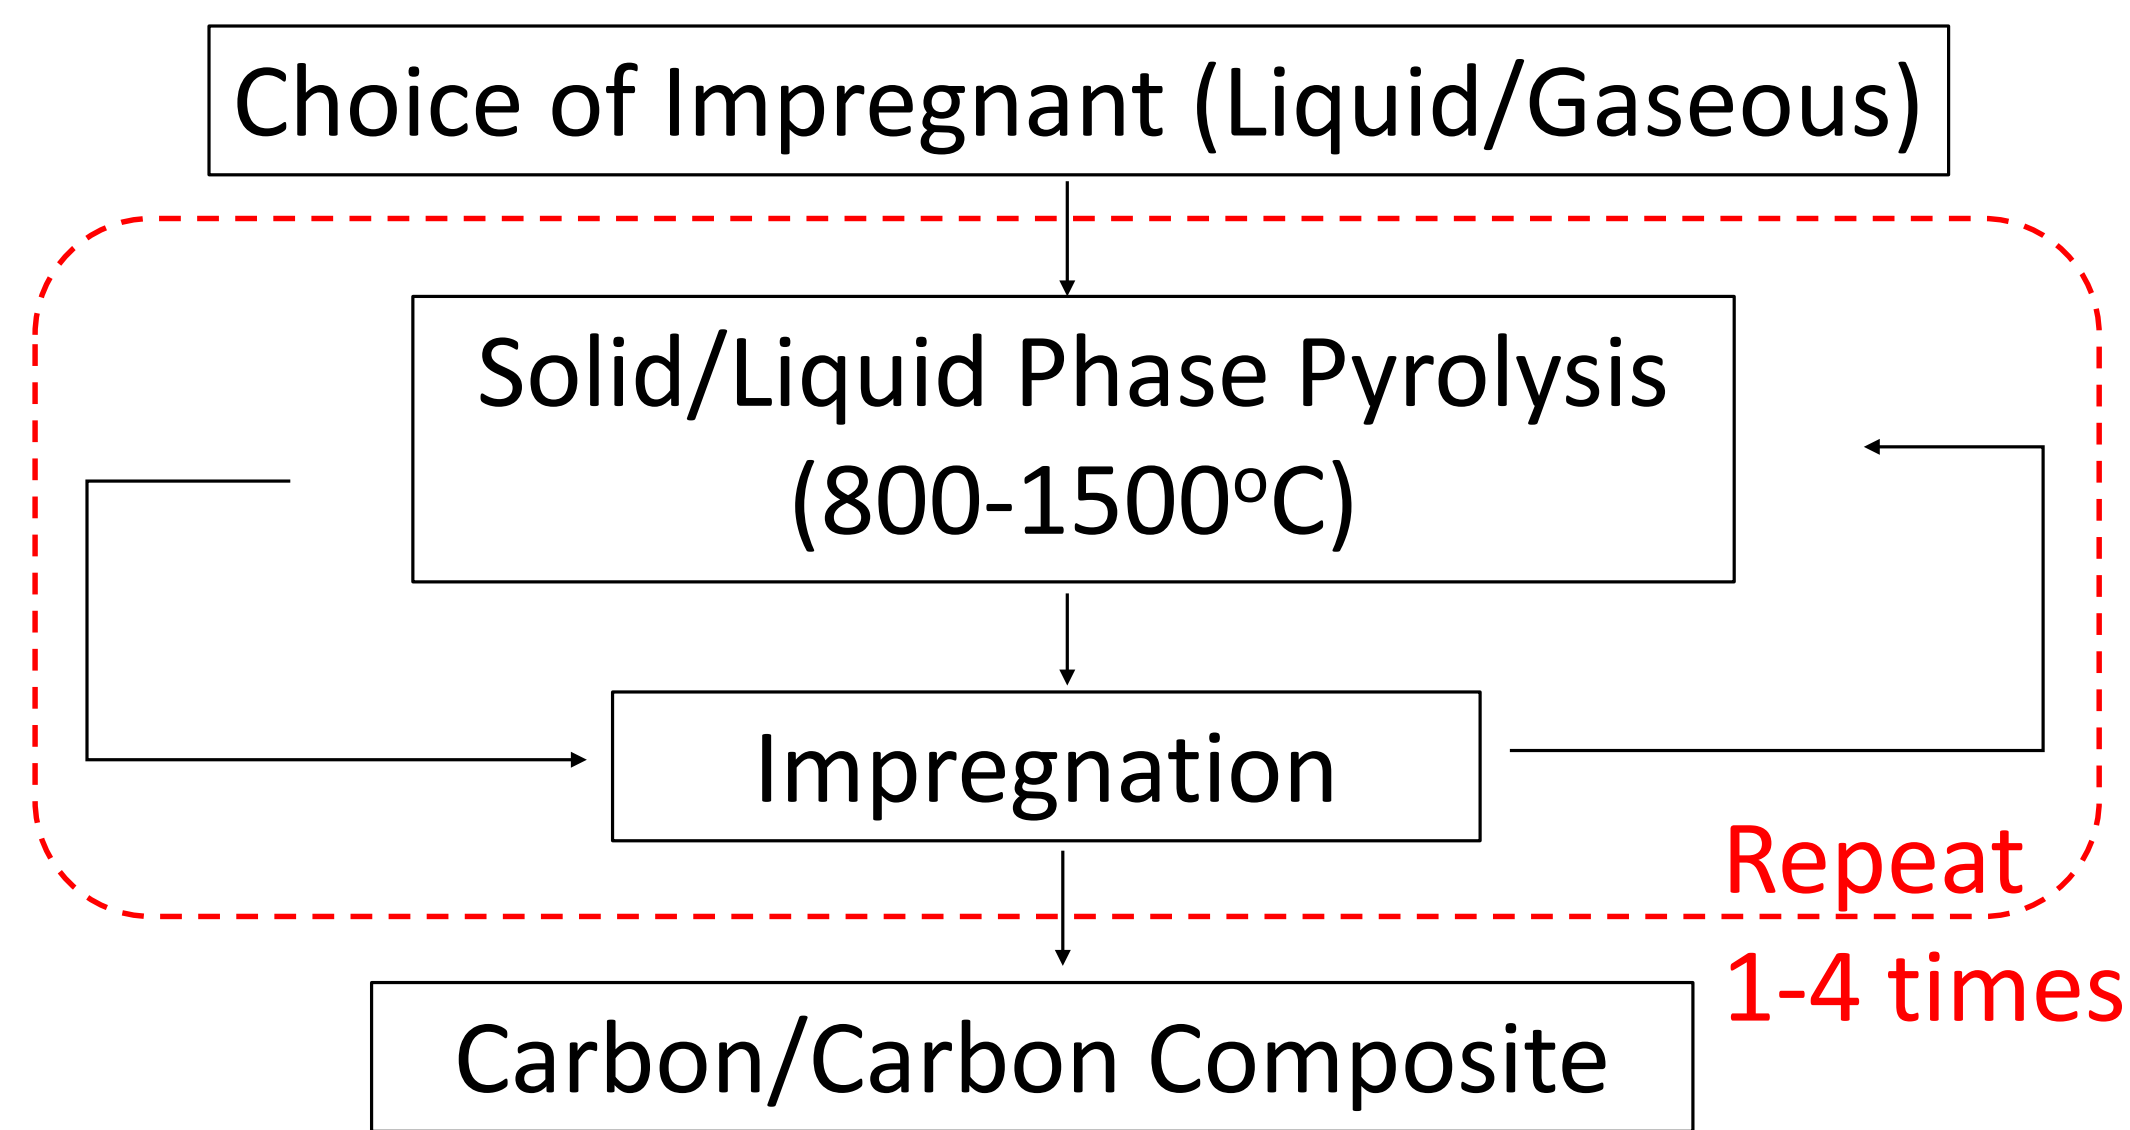 Choice of Impregnant (Liquid/Gaseous)
Solid/Liquid Phase Pyrolysis
(800-1500ºC)
Impregnation
Repeat
1-4 times
Carbon/Carbon Composite